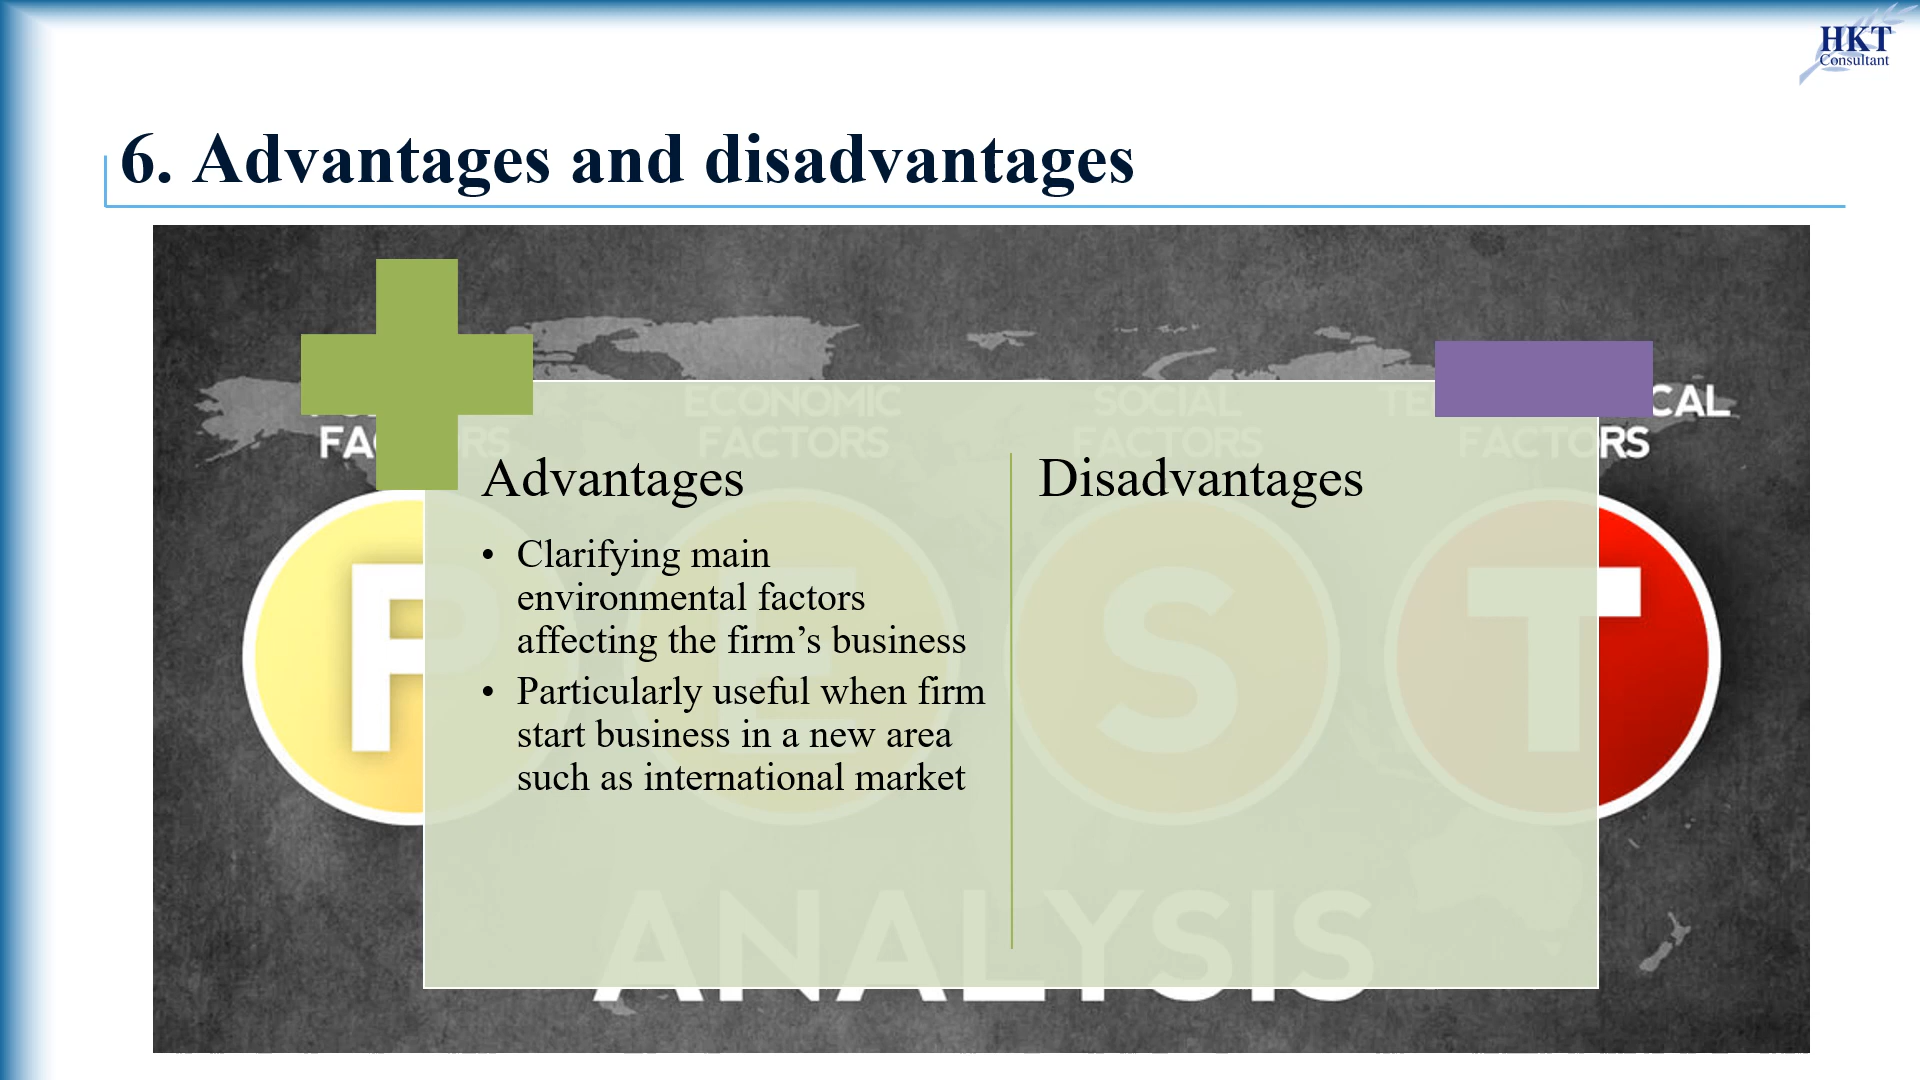 HKT
Consultant
6. Advantages and disadvantages
ECONOMIC
FACTORS
SOCIAL
FACTORS
CAL
FACTORS
Advantages
• Clarifying main
environmental factors
affecting the firm’s business
• Particularly useful when firm
start business in a new area
such as international market
Disadvantages
P
E
S
T
ANALYSIS